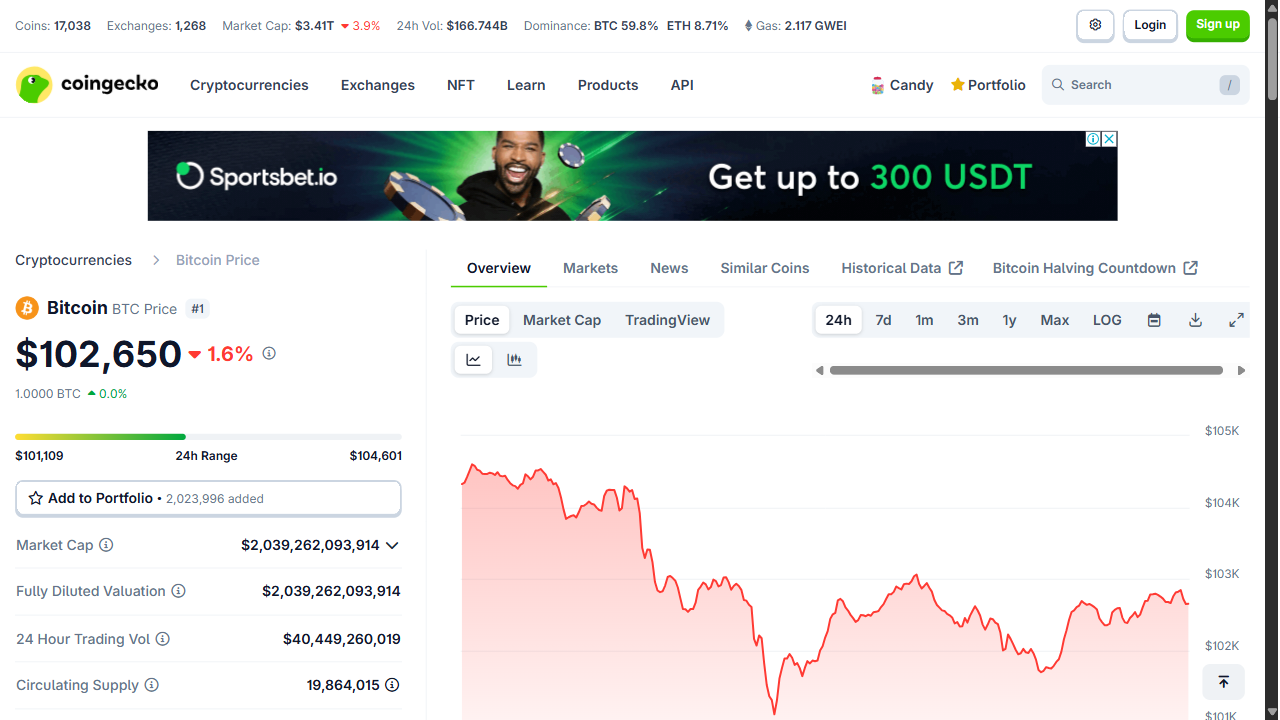 Coins: 17,038 Exchanges: 1,268 Market Cap: $3.41T 3.9% 24h Vol: $166.744B Dominance: BTC 59.8% ETH 8.71% Gas: 2.117 GWEI Login Sign up
coingecko Cryptocurrencies Exchanges NFT Learn Products API Candy Portfolio Search /
Sportsbet.io Get up to 300 USDT
Cryptocurrencies Bitcoin Price
Bitcoin BTC Price #1
$102,650 1.6%
1.0000 BTC 0.0%
$101,109 24h Range $104,601
Add to Portfolio • 2,023,996 added
Market Cap $2,039,262,093,914
Fully Diluted Valuation $2,039,262,093,914
24 Hour Trading Vol $40,449,260,019
Circulating Supply 19,864,015
Overview Markets News Similar Coins Historical Data Bitcoin Halving Countdown
Price Market Cap TradingView 24h 7d 1m 3m 1y Max LOG
$105K
$104K
$103K
$102K
$101K